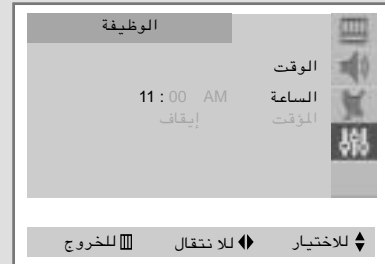 الوظيفة
الوقت
الساعة 11 : 00 AM
المؤقت إيقاف
للاختيار للانتقال للخروج